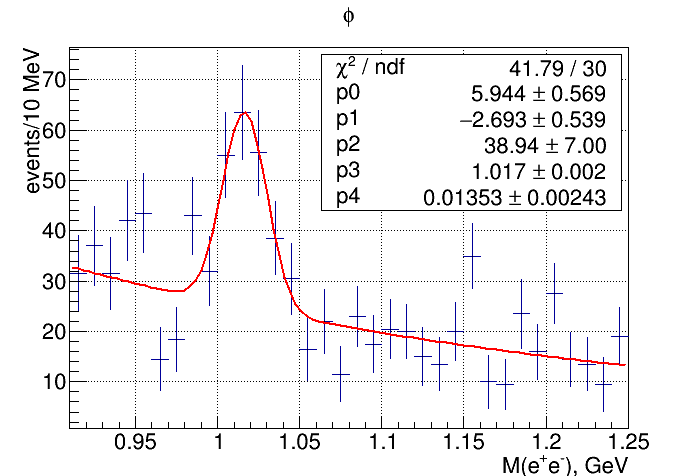 ϕ
events/10 MeV
70
60
50
40
30
20
10
χ² / ndf 41.79 / 30
p0 5.944 ± 0.569
p1 −2.693 ± 0.539
p2 38.94 ± 7.00
p3 1.017 ± 0.002
p4 0.01353 ± 0.00243
0.95 1 1.05 1.1 1.15 1.2 1.25
M(e⁺e⁻), GeV